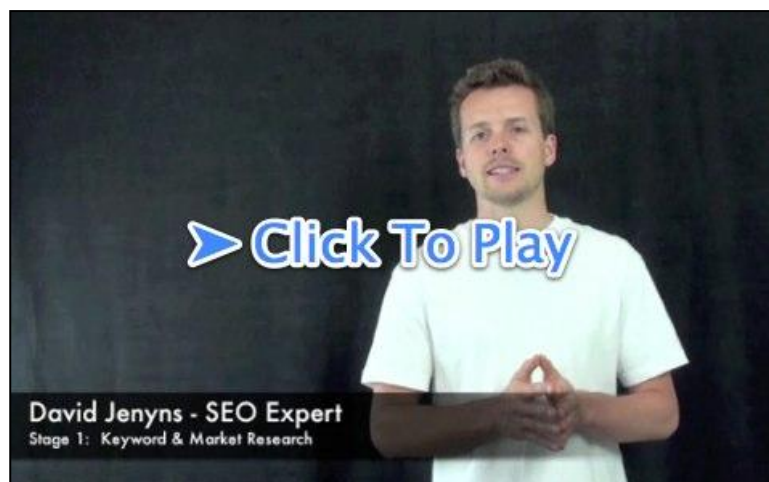 ➤ Click To Play
David Jenyns - SEO Expert
Stage 1: Keyword & Market Research